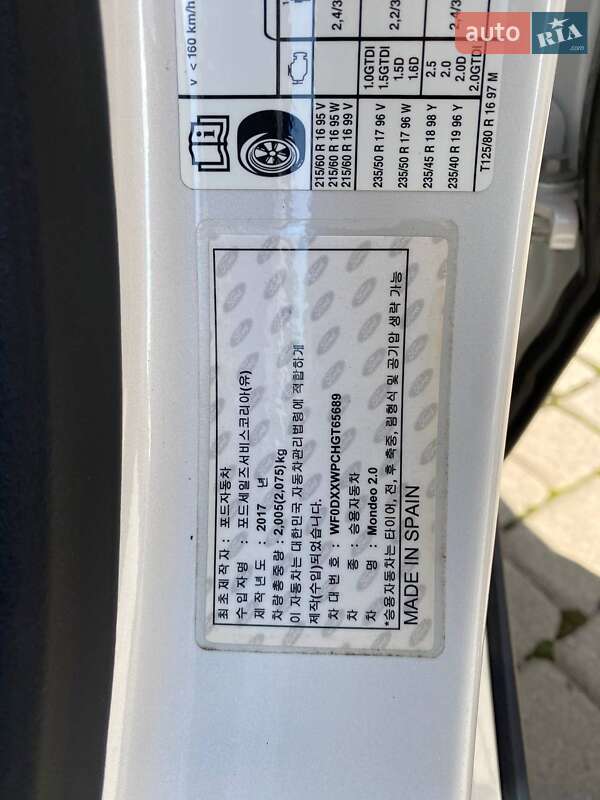 auto RIA .com
v < 160 km/h
2,4/3
2,2/3
2,4/3
1.0GTDI
1.5GTDI
1.5D
1.6D
2.5
2.0
2.0D
2.0GTDI
215/60 R 16 95 V
215/60 R 16 95 W
215/60 R 16 99 V
235/50 R 17 96 V
235/50 R 17 96 W
235/45 R 18 98 Y
235/40 R 19 96 Y
T125/80 R 16 97 M
최초제작자 : 포드자동차
수입자명 : 포드세일즈서비스코리아(유)
제작년도 : 2017 년
차량총중량 : 2,005(2,075)kg
이 자동차는 대한민국 자동차관리법령에 적합하게
제작(수입)되었습니다.
차대번호 : WF0DXXWPCHGT65689
차종 : 승용자동차
차명 : Mondeo 2.0
*승용자동차는 타이어, 전, 후 축중, 림형식 및 공기압 생략 가능
MADE IN SPAIN